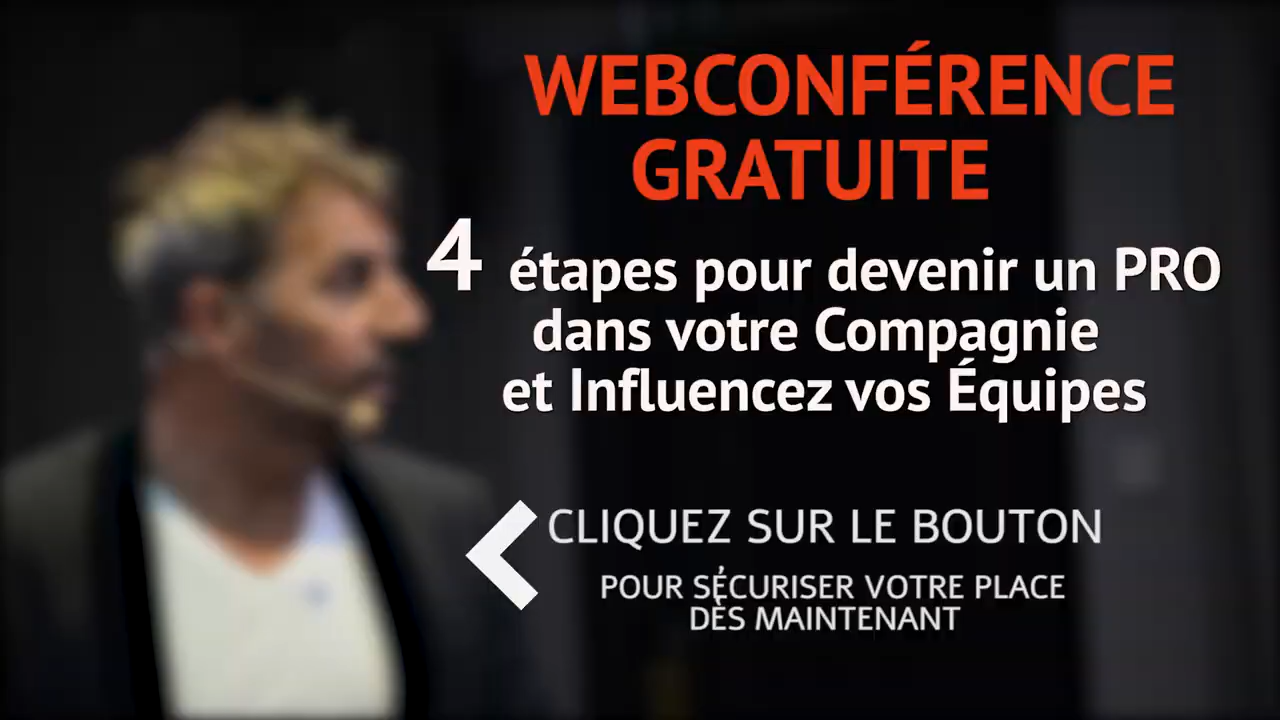 WEBCONFÉRENCE
GRATUITE
4 étapes pour devenir un PRO
dans votre Compagnie
et Influencez vos Équipes
CLIQUEZ SUR LE BOUTON
POUR SÉCURISER VOTRE PLACE
DÈS MAINTENANT